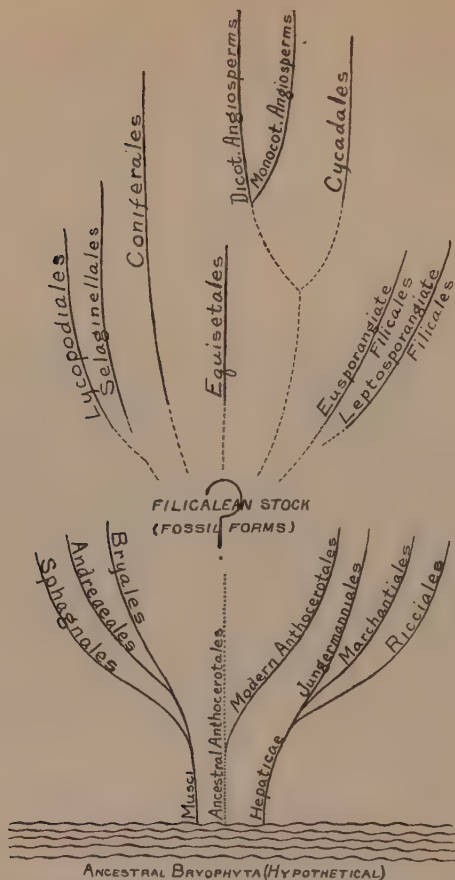 Dicot. Angiosperms
Monocot. Angiosperms
Cycadales
Coniferales
Lycopodiales
Selaginellales
Equisetales
Eusporangiate
Filicales
Leptosporangiate
Filicales
?
FILICALEAN STOCK
(FOSSIL FORMS)
Sphagnales
Andreaeales
Bryales
Ancestral Anthocerotales
Modern Anthocerotales
Jungermanniales
Marchantiales
Ricciales
Musci
Hepaticae
ANCESTRAL BRYOPHYTA (HYPOTHETICAL)